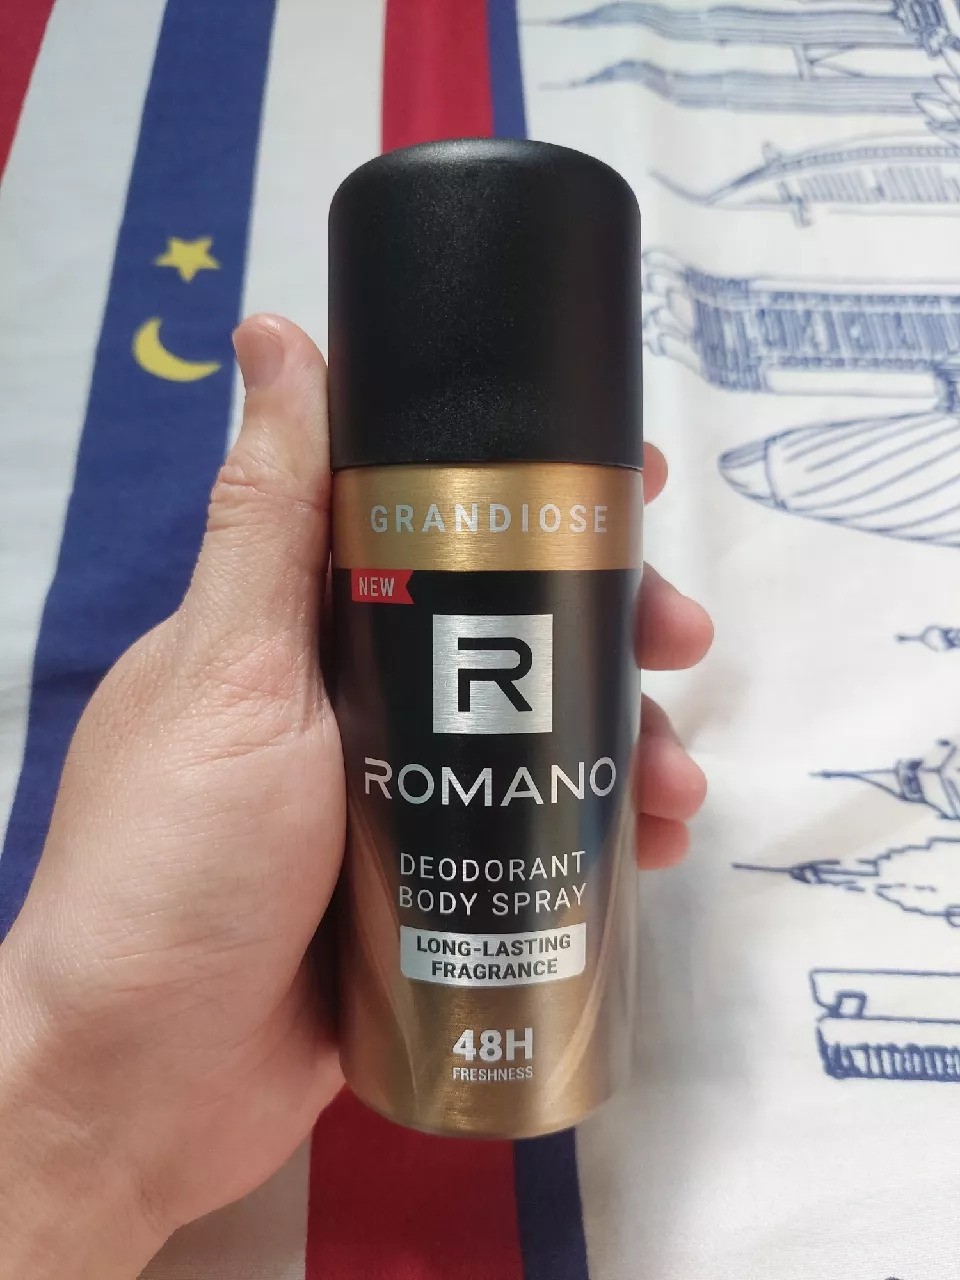 GRANDIOSE
NEW
R
ROMANO
DEODORANT
BODY SPRAY
LONG-LASTING
FRAGRANCE
48H
FRESHNESS